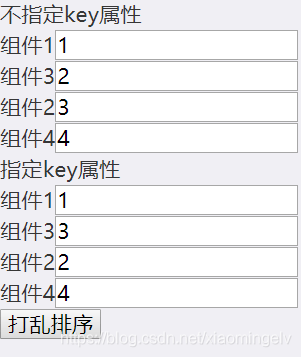 不指定key属性
组件1 1
组件3 2
组件2 3
组件4 4
指定key属性
组件1 1
组件3 3
组件2 2
组件4 4
打乱排序
https://blog.csdn.net/xiaomingelv